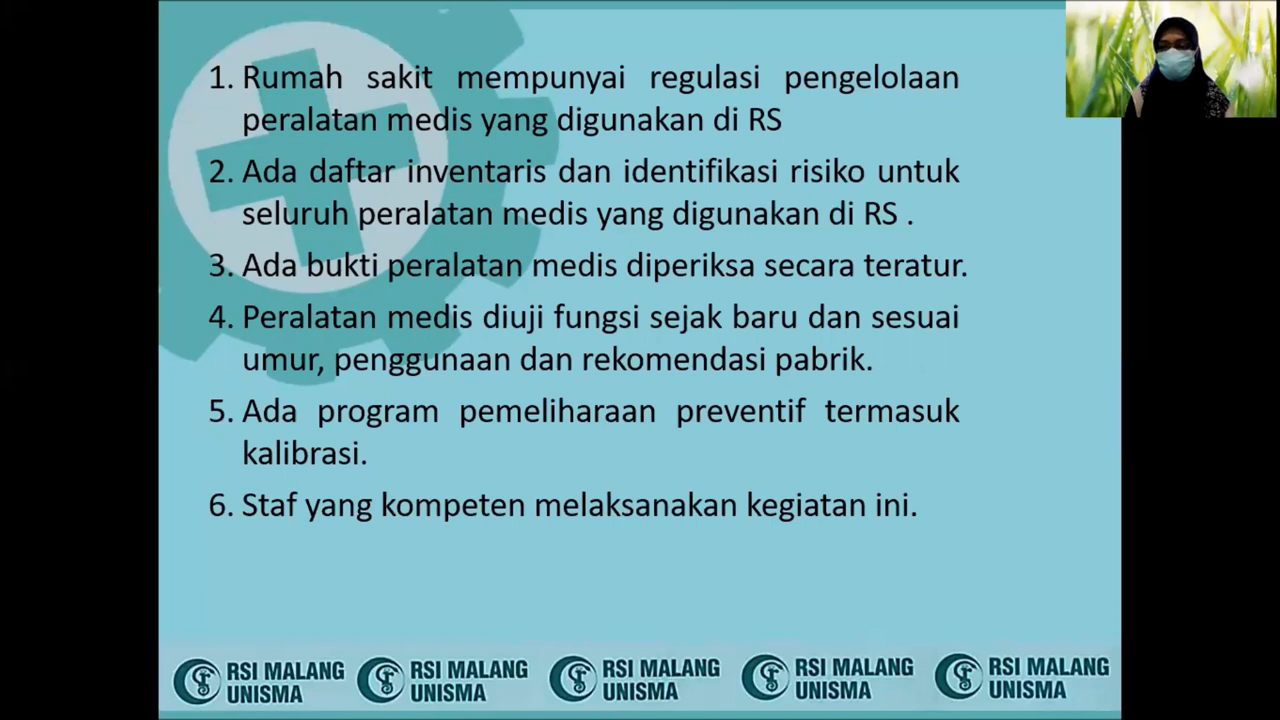 1. Rumah sakit mempunyai regulasi pengelolaan
peralatan medis yang digunakan di RS
2. Ada daftar inventaris dan identifikasi risiko untuk
seluruh peralatan medis yang digunakan di RS .
3. Ada bukti peralatan medis diperiksa secara teratur.
4. Peralatan medis diuji fungsi sejak baru dan sesuai
umur, penggunaan dan rekomendasi pabrik.
5. Ada program pemeliharaan preventif termasuk
kalibrasi.
6. Staf yang kompeten melaksanakan kegiatan ini.
RSI MALANG
UNISMA
RSI MALANG
UNISMA
RSI MALANG
UNISMA
RSI MALANG
UNISMA
RSI MALANG
UNISMA